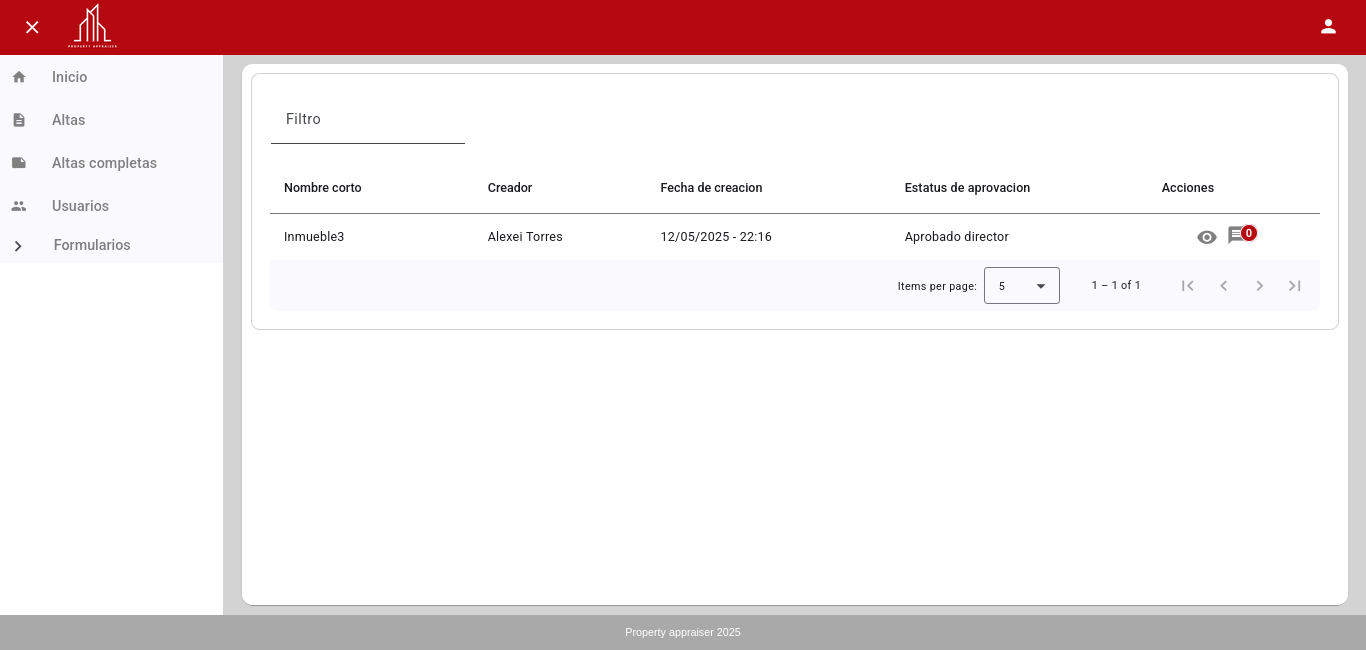 PROPERTY APPRAISER
Inicio
Altas
Altas completas
Usuarios
Formularios
Filtro
Nombre corto Creador Fecha de creacion Estatus de aprovacion Acciones
Inmueble3 Alexei Torres 12/05/2025 - 22:16 Aprobado director 0
Items per page: 5 1 – 1 of 1
Property appraiser 2025